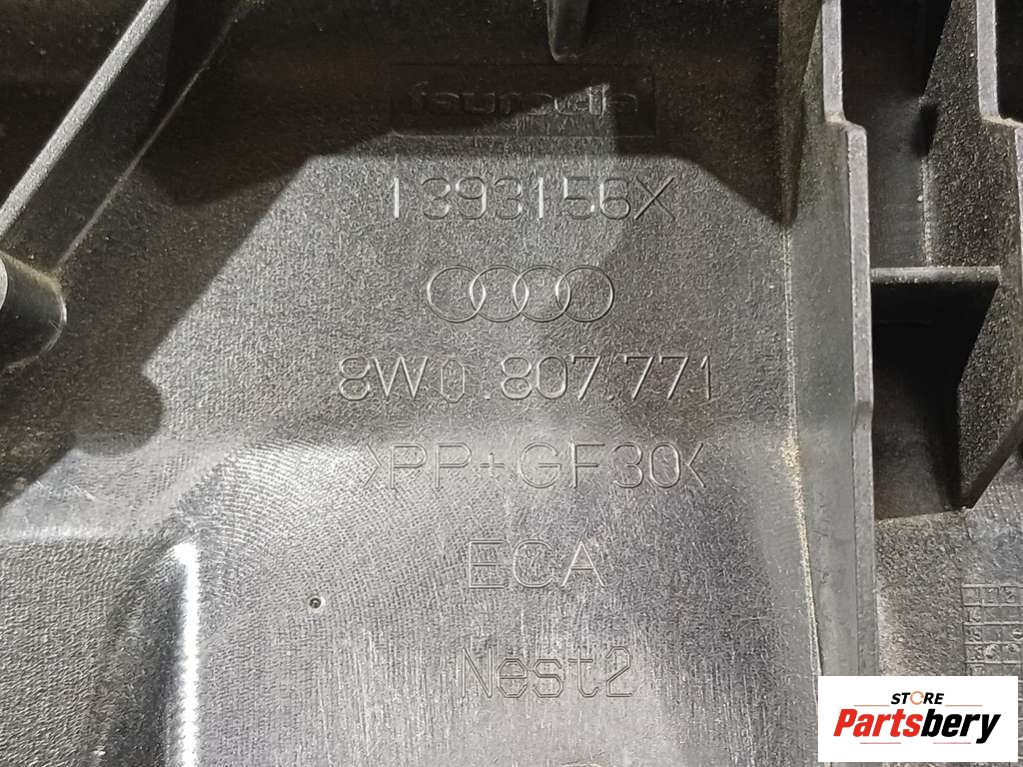 faurecia
1393156X
8W0.807.771
>PP+GF30<
ECA
Nest2
STORE
Partsbery